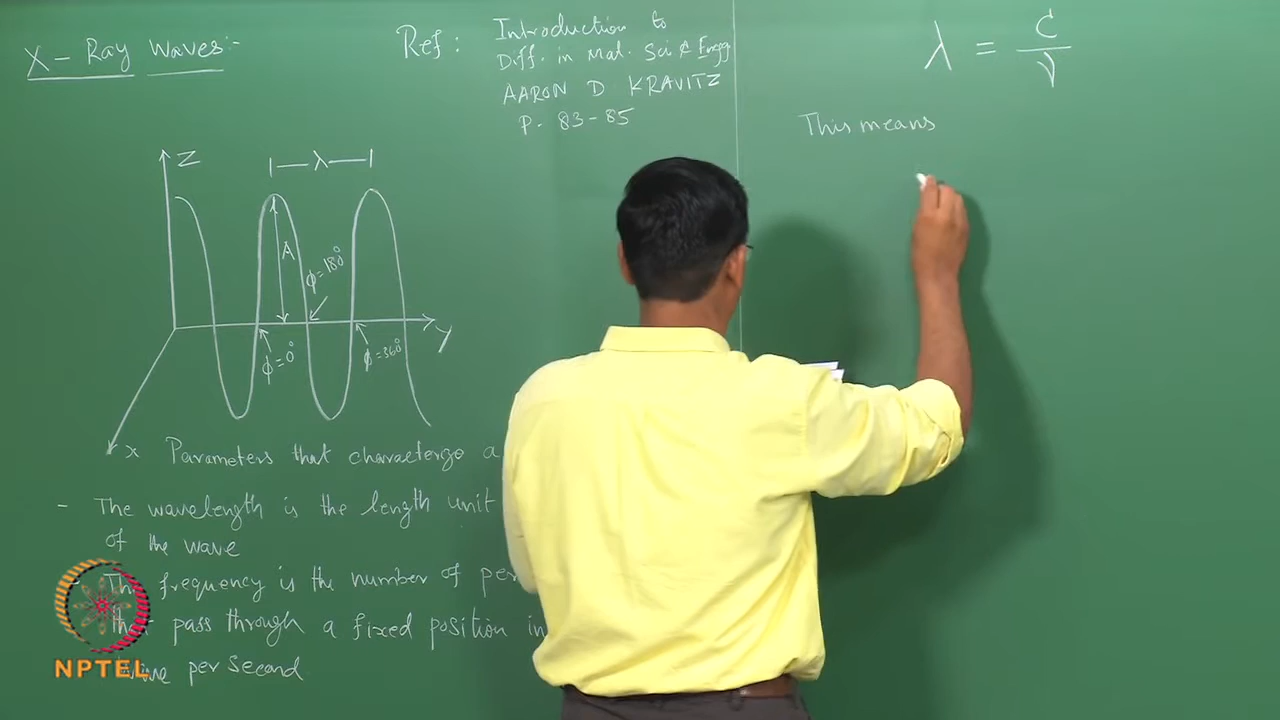 X - Ray Waves:-
Ref: Introduction to
Diff. in Mat. Sci & Engg
AARON D KRAVITZ
P. 83-85
Z
λ
A
ϕ=180°
ϕ=0°
ϕ=360°
y
x
Parameters that a
- The wavelength is the length unit
of the wave
frequency is the number of
pass through a fixed position in
per second
NPTEL
λ = c/ν
This means